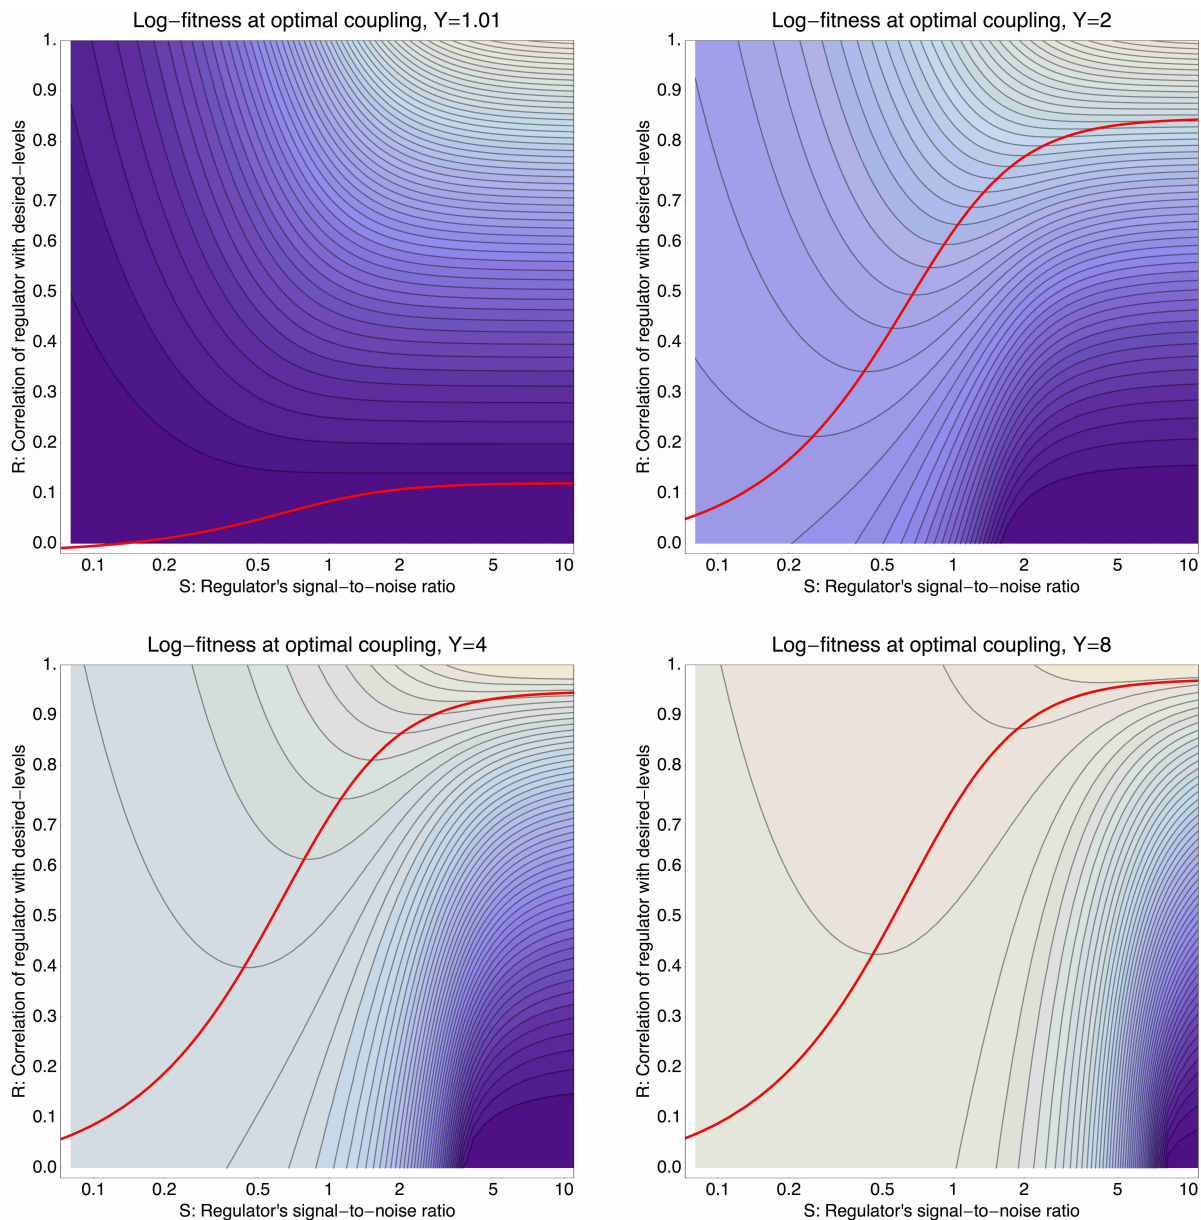 Log−fitness at optimal coupling, Y=1.01
1.
0.9
0.8
0.7
0.6
0.5
0.4
0.3
0.2
0.1
0.0
R: Correlation of regulator with desired−levels
0.1 0.2 0.5 1 2 5 10
S: Regulator's signal−to−noise ratio
Log−fitness at optimal coupling, Y=2
1.
0.9
0.8
0.7
0.6
0.5
0.4
0.3
0.2
0.1
0.0
R: Correlation of regulator with desired−levels
0.1 0.2 0.5 1 2 5 10
S: Regulator's signal−to−noise ratio
Log−fitness at optimal coupling, Y=4
1.
0.9
0.8
0.7
0.6
0.5
0.4
0.3
0.2
0.1
0.0
R: Correlation of regulator with desired−levels
0.1 0.2 0.5 1 2 5 10
S: Regulator's signal−to−noise ratio
Log−fitness at optimal coupling, Y=8
1.
0.9
0.8
0.7
0.6
0.5
0.4
0.3
0.2
0.1
0.0
R: Correlation of regulator with desired−levels
0.1 0.2 0.5 1 2 5 10
S: Regulator's signal−to−noise ratio